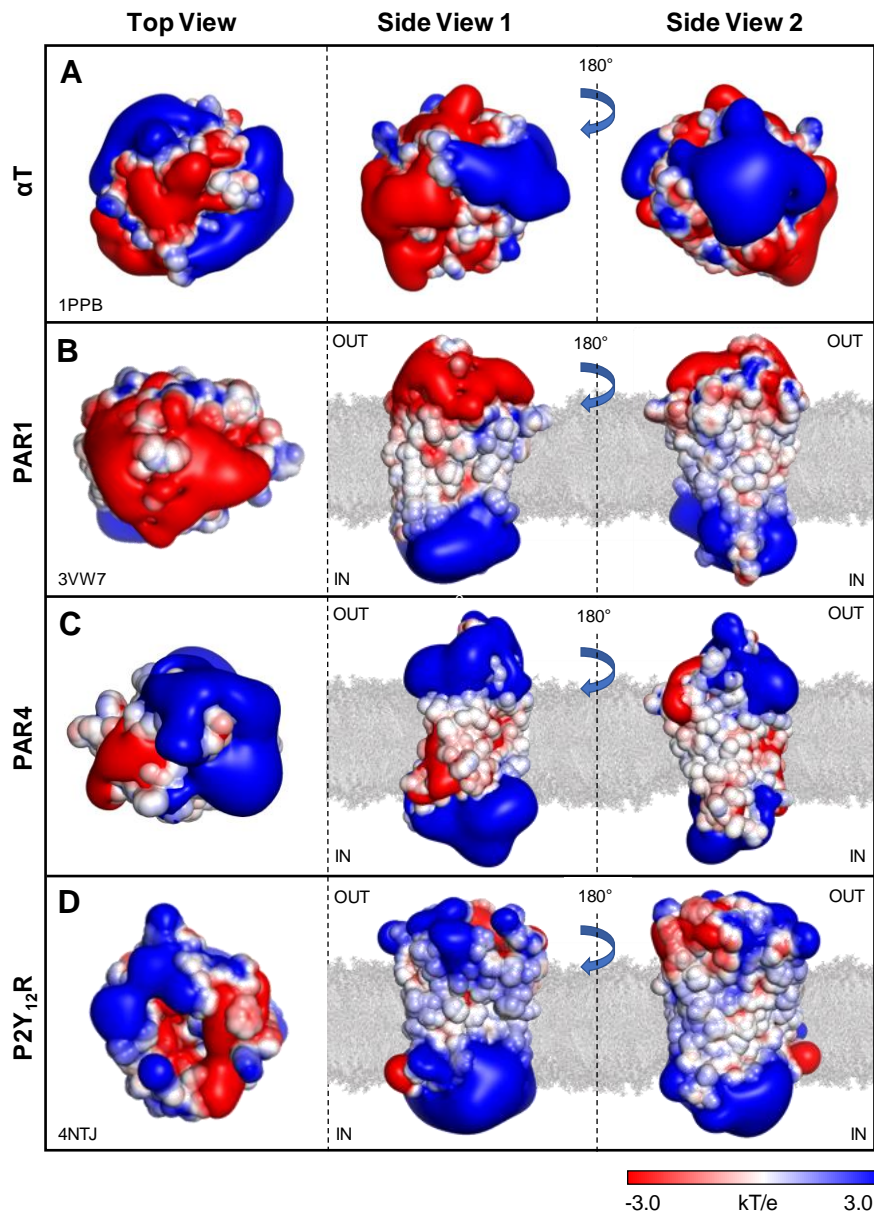 Top View Side View 1 Side View 2
A
180°
αT
1PPB
B
OUT 180° OUT
PAR1
3VW7
IN IN
C
OUT 180° OUT
PAR4
IN IN
D
OUT 180° OUT
P2Y₁₂R
4NTJ
IN IN
-3.0 kT/e 3.0